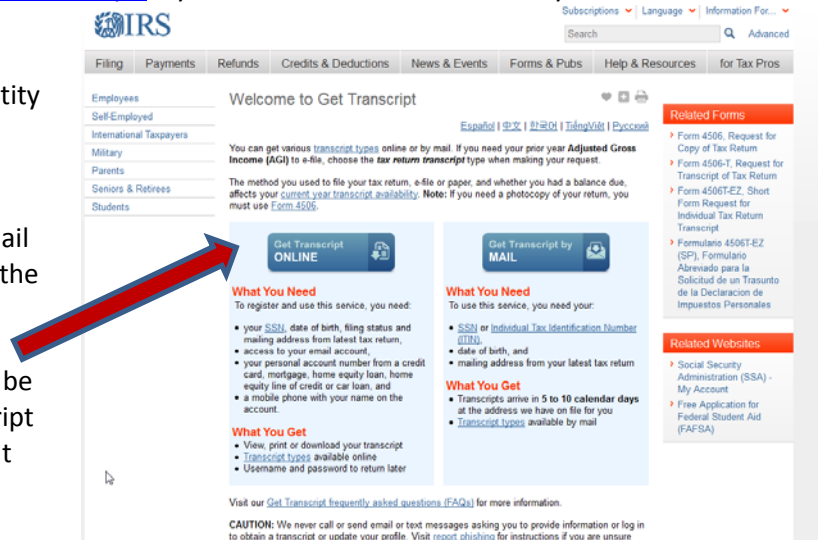 Subscriptions Language Information For...
IRS
Search Advanced
Filing Payments Refunds Credits & Deductions News & Events Forms & Pubs Help & Resources for Tax Pros
tity
ail
the
be
ript
t
Employees
Self-Employed
International Taxpayers
Military
Parents
Seniors & Retirees
Students
Welcome to Get Transcript
Español | 中文 | 한국어 | TiếngViệt | Русский
You can get various transcript types online or by mail. If you need your prior year Adjusted Gross
Income (AGI) to e-file, choose the tax return transcript type when making your request.
The method you used to file your tax return, e-file or paper, and whether you had a balance due,
affects your current year transcript availability. Note: If you need a photocopy of your return, you
must use Form 4506.
Get Transcript
ONLINE
What You Need
To register and use this service, you need:
• your SSN, date of birth, filing status and
mailing address from latest tax return,
• access to your email account,
• your personal account number from a credit
card, mortgage, home equity loan, home
equity line of credit or car loan, and
• a mobile phone with your name on the
account.
What You Get
• View, print or download your transcript
• Transcript types available online
• Username and password to return later
Get Transcript by
MAIL
What You Need
To use this service, you need your:
• SSN or Individual Tax Identification Number
(ITIN),
• date of birth, and
• mailing address from your latest tax return
What You Get
• Transcripts arrive in 5 to 10 calendar days
at the address we have on file for you
• Transcript types available by mail
Visit our Get Transcript frequently asked questions (FAQs) for more information.
CAUTION: We never call or send email or text messages asking you to provide information or log in
to obtain a transcript or update your profile. Visit report phishing for instructions if you are unsure
Related Forms
Form 4506, Request for
Copy of Tax Return
Form 4506-T, Request for
Transcript of Tax Return
Form 4506T-EZ, Short
Form Request for
Individual Tax Return
Transcript
Formulario 4506T-EZ
(SP), Formulario
Abreviado para la
Solicitud de un Trasunto
de la Declaracion de
Impuestos Personales
Related Websites
Social Security
Administration (SSA) -
My Account
Free Application for
Federal Student Aid
(FAFSA)